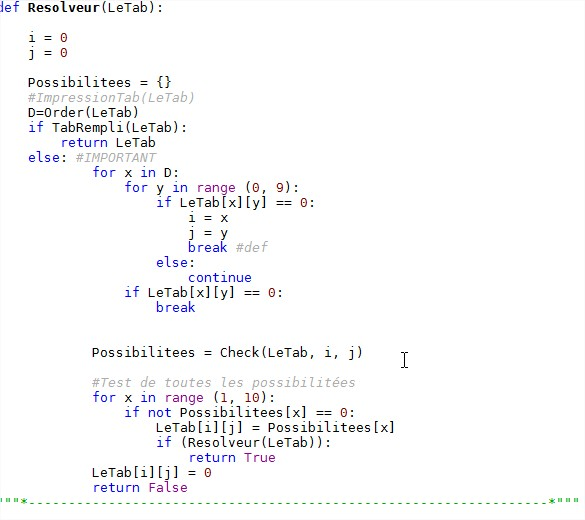 def Resolveur(LeTab):
i = 0
j = 0
Possibilitees = {}
#ImpressionTab(LeTab)
D=Order(LeTab)
if TabRempli(LeTab):
return LeTab
else: #IMPORTANT
for x in D:
for y in range (0, 9):
if LeTab[x][y] == 0:
i = x
j = y
break #def
else:
continue
if LeTab[x][y] == 0:
break
Possibilitees = Check(LeTab, i, j)
#Test de toutes les possibilitées
for x in range (1, 10):
if not Possibilitees[x] == 0:
LeTab[i][j] = Possibilitees[x]
if (Resolveur(LeTab)):
return True
LeTab[i][j] = 0
return False
"""*-----------------------------------------------------------------*"""